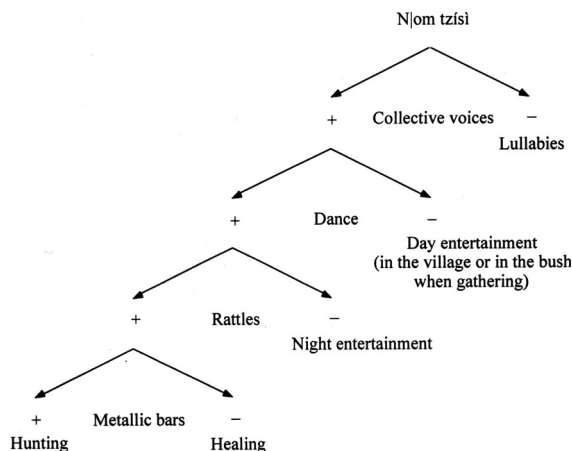 N|om tzísì
+ Collective voices −
Lullabies
+ Dance −
Day entertainment
(in the village or in the bush
when gathering)
+ Rattles −
Night entertainment
+ Metallic bars −
Hunting Healing